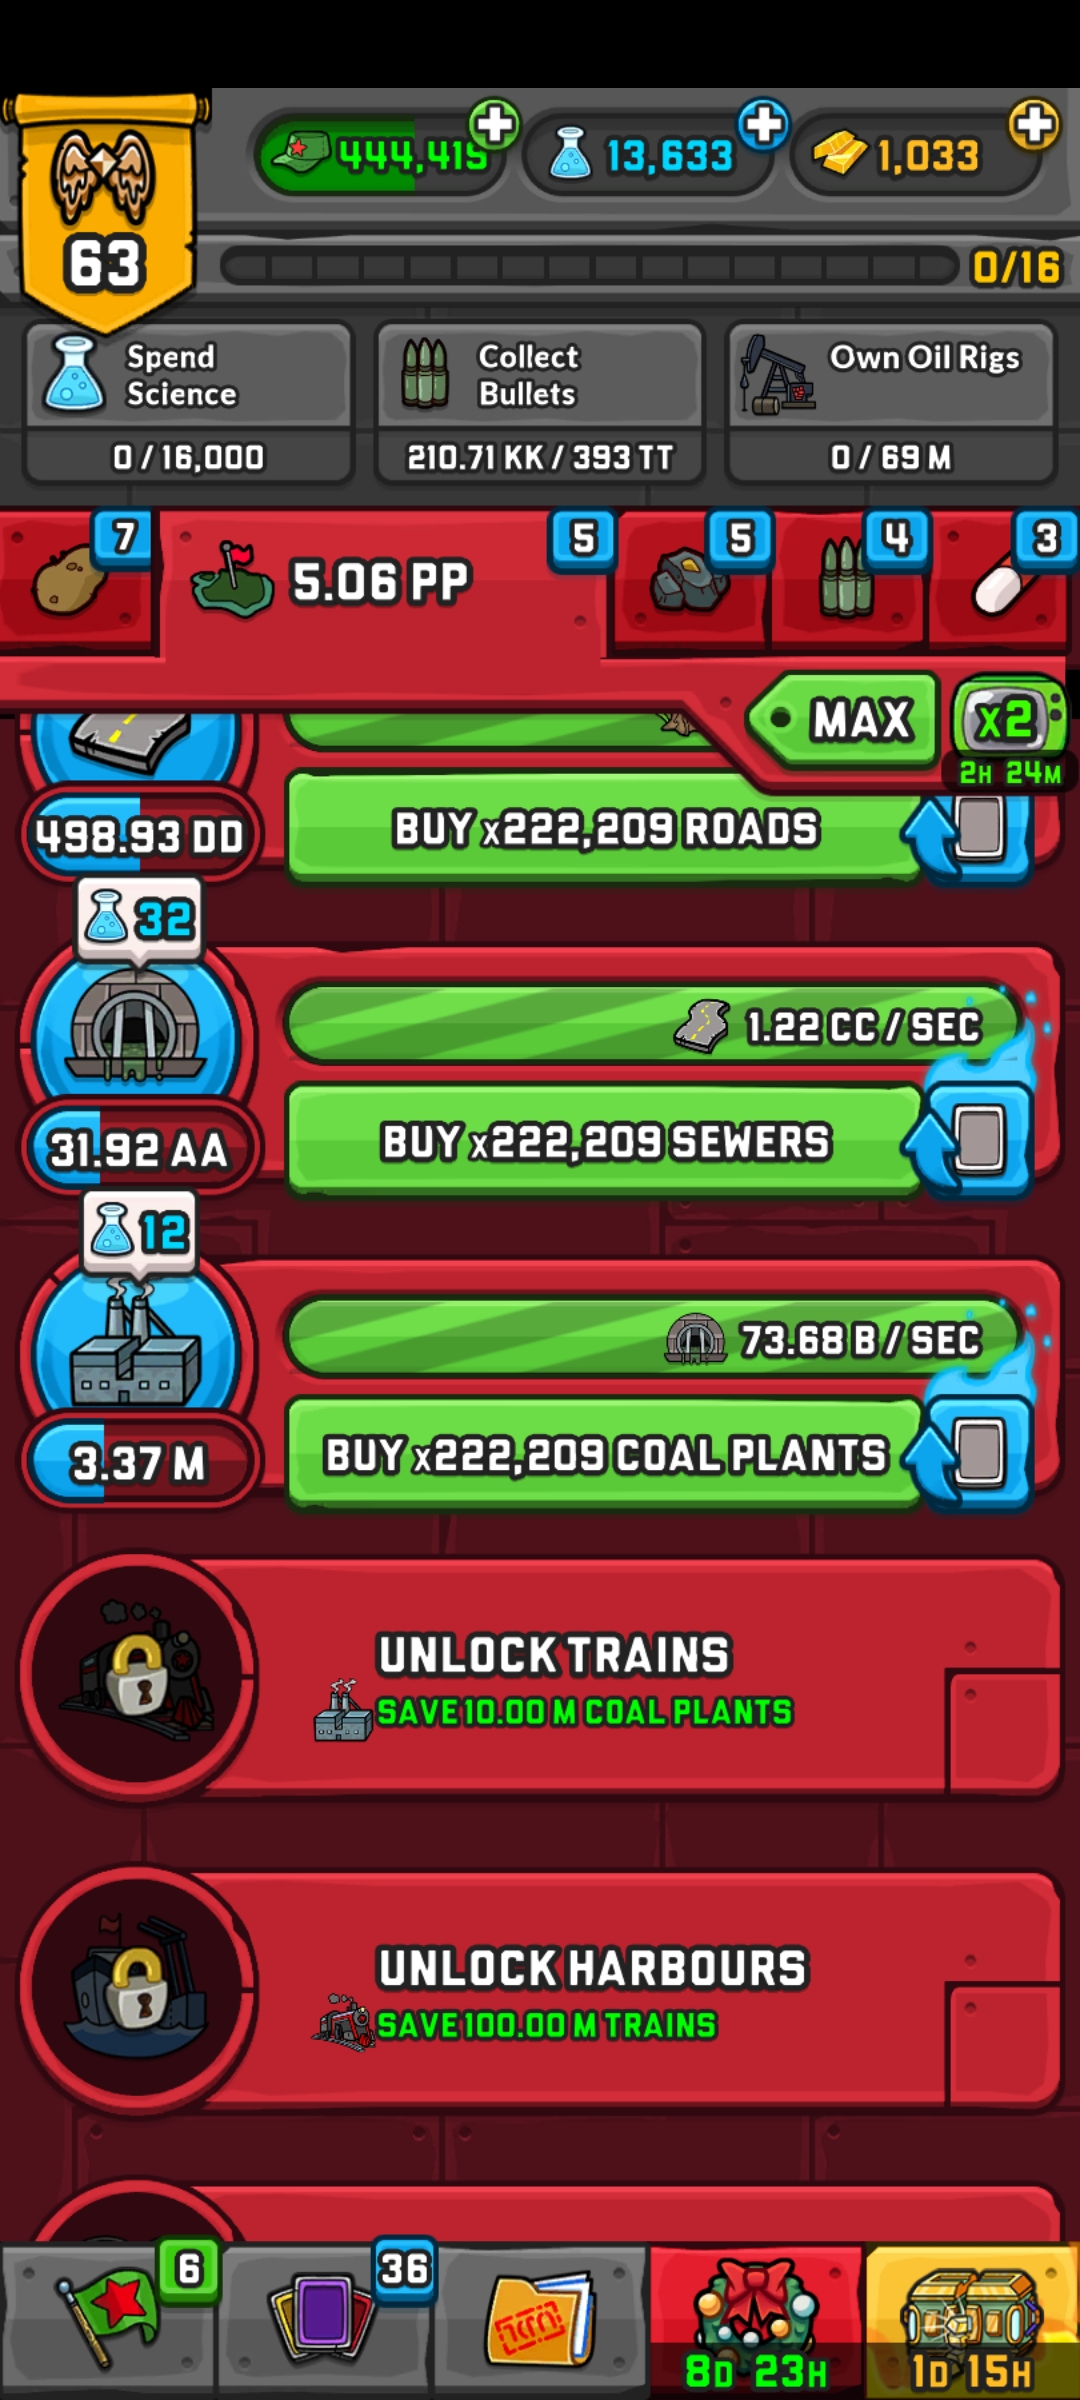 444,415
13,633
1,033
63
0/16
Spend
Science
0 / 16,000
Collect
Bullets
210.71 KK / 393 TT
Own Oil Rigs
0 / 69 M
7
5.06 PP
5
5
4
3
MAX
x2
2H 24M
498.93 DD
BUY x222,209 ROADS
32
1.22 CC / SEC
31.92 AA
BUY x222,209 SEWERS
12
73.68 B / SEC
3.37 M
BUY x222,209 COAL PLANTS
UNLOCK TRAINS
SAVE 10.00 M COAL PLANTS
UNLOCK HARBOURS
SAVE 100.00 M TRAINS
6
36
8D 23H
1D 15H